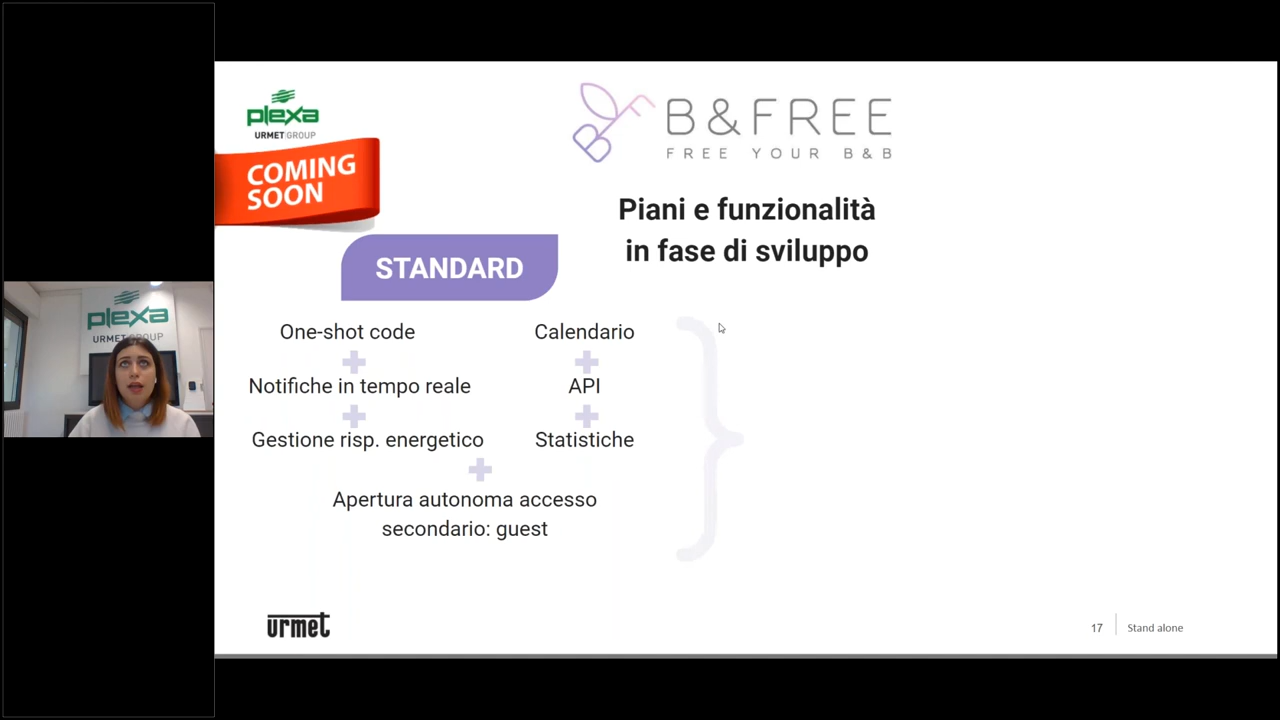 plexa
URMET GROUP
COMING
SOON
B&FREE
FREE YOUR B&B
Piani e funzionalità
in fase di sviluppo
STANDARD
One-shot code
Calendario
Notifiche in tempo reale
API
Gestione risp. energetico
Statistiche
Apertura autonoma accesso
secondario: guest
urmet
17
Stand alone
plexa
URMET GROUP